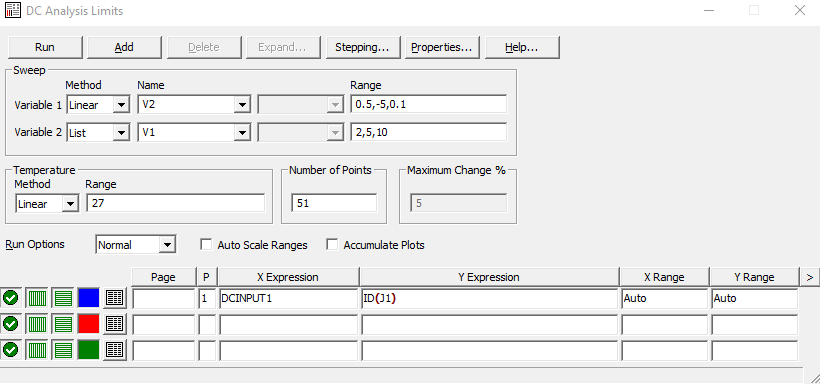 DC Analysis Limits
Run Add Delete Expand... Stepping... Properties... Help...
Sweep
Method Name Range
Variable 1 Linear V2 0.5,-5,0.1
Variable 2 List V1 2,5,10
Temperature Number of Points Maximum Change %
Method Range
Linear 27 51 5
Run Options Normal Auto Scale Ranges Accumulate Plots
Page P X Expression Y Expression X Range Y Range >
1 DCINPUT1 ID(J1) Auto Auto